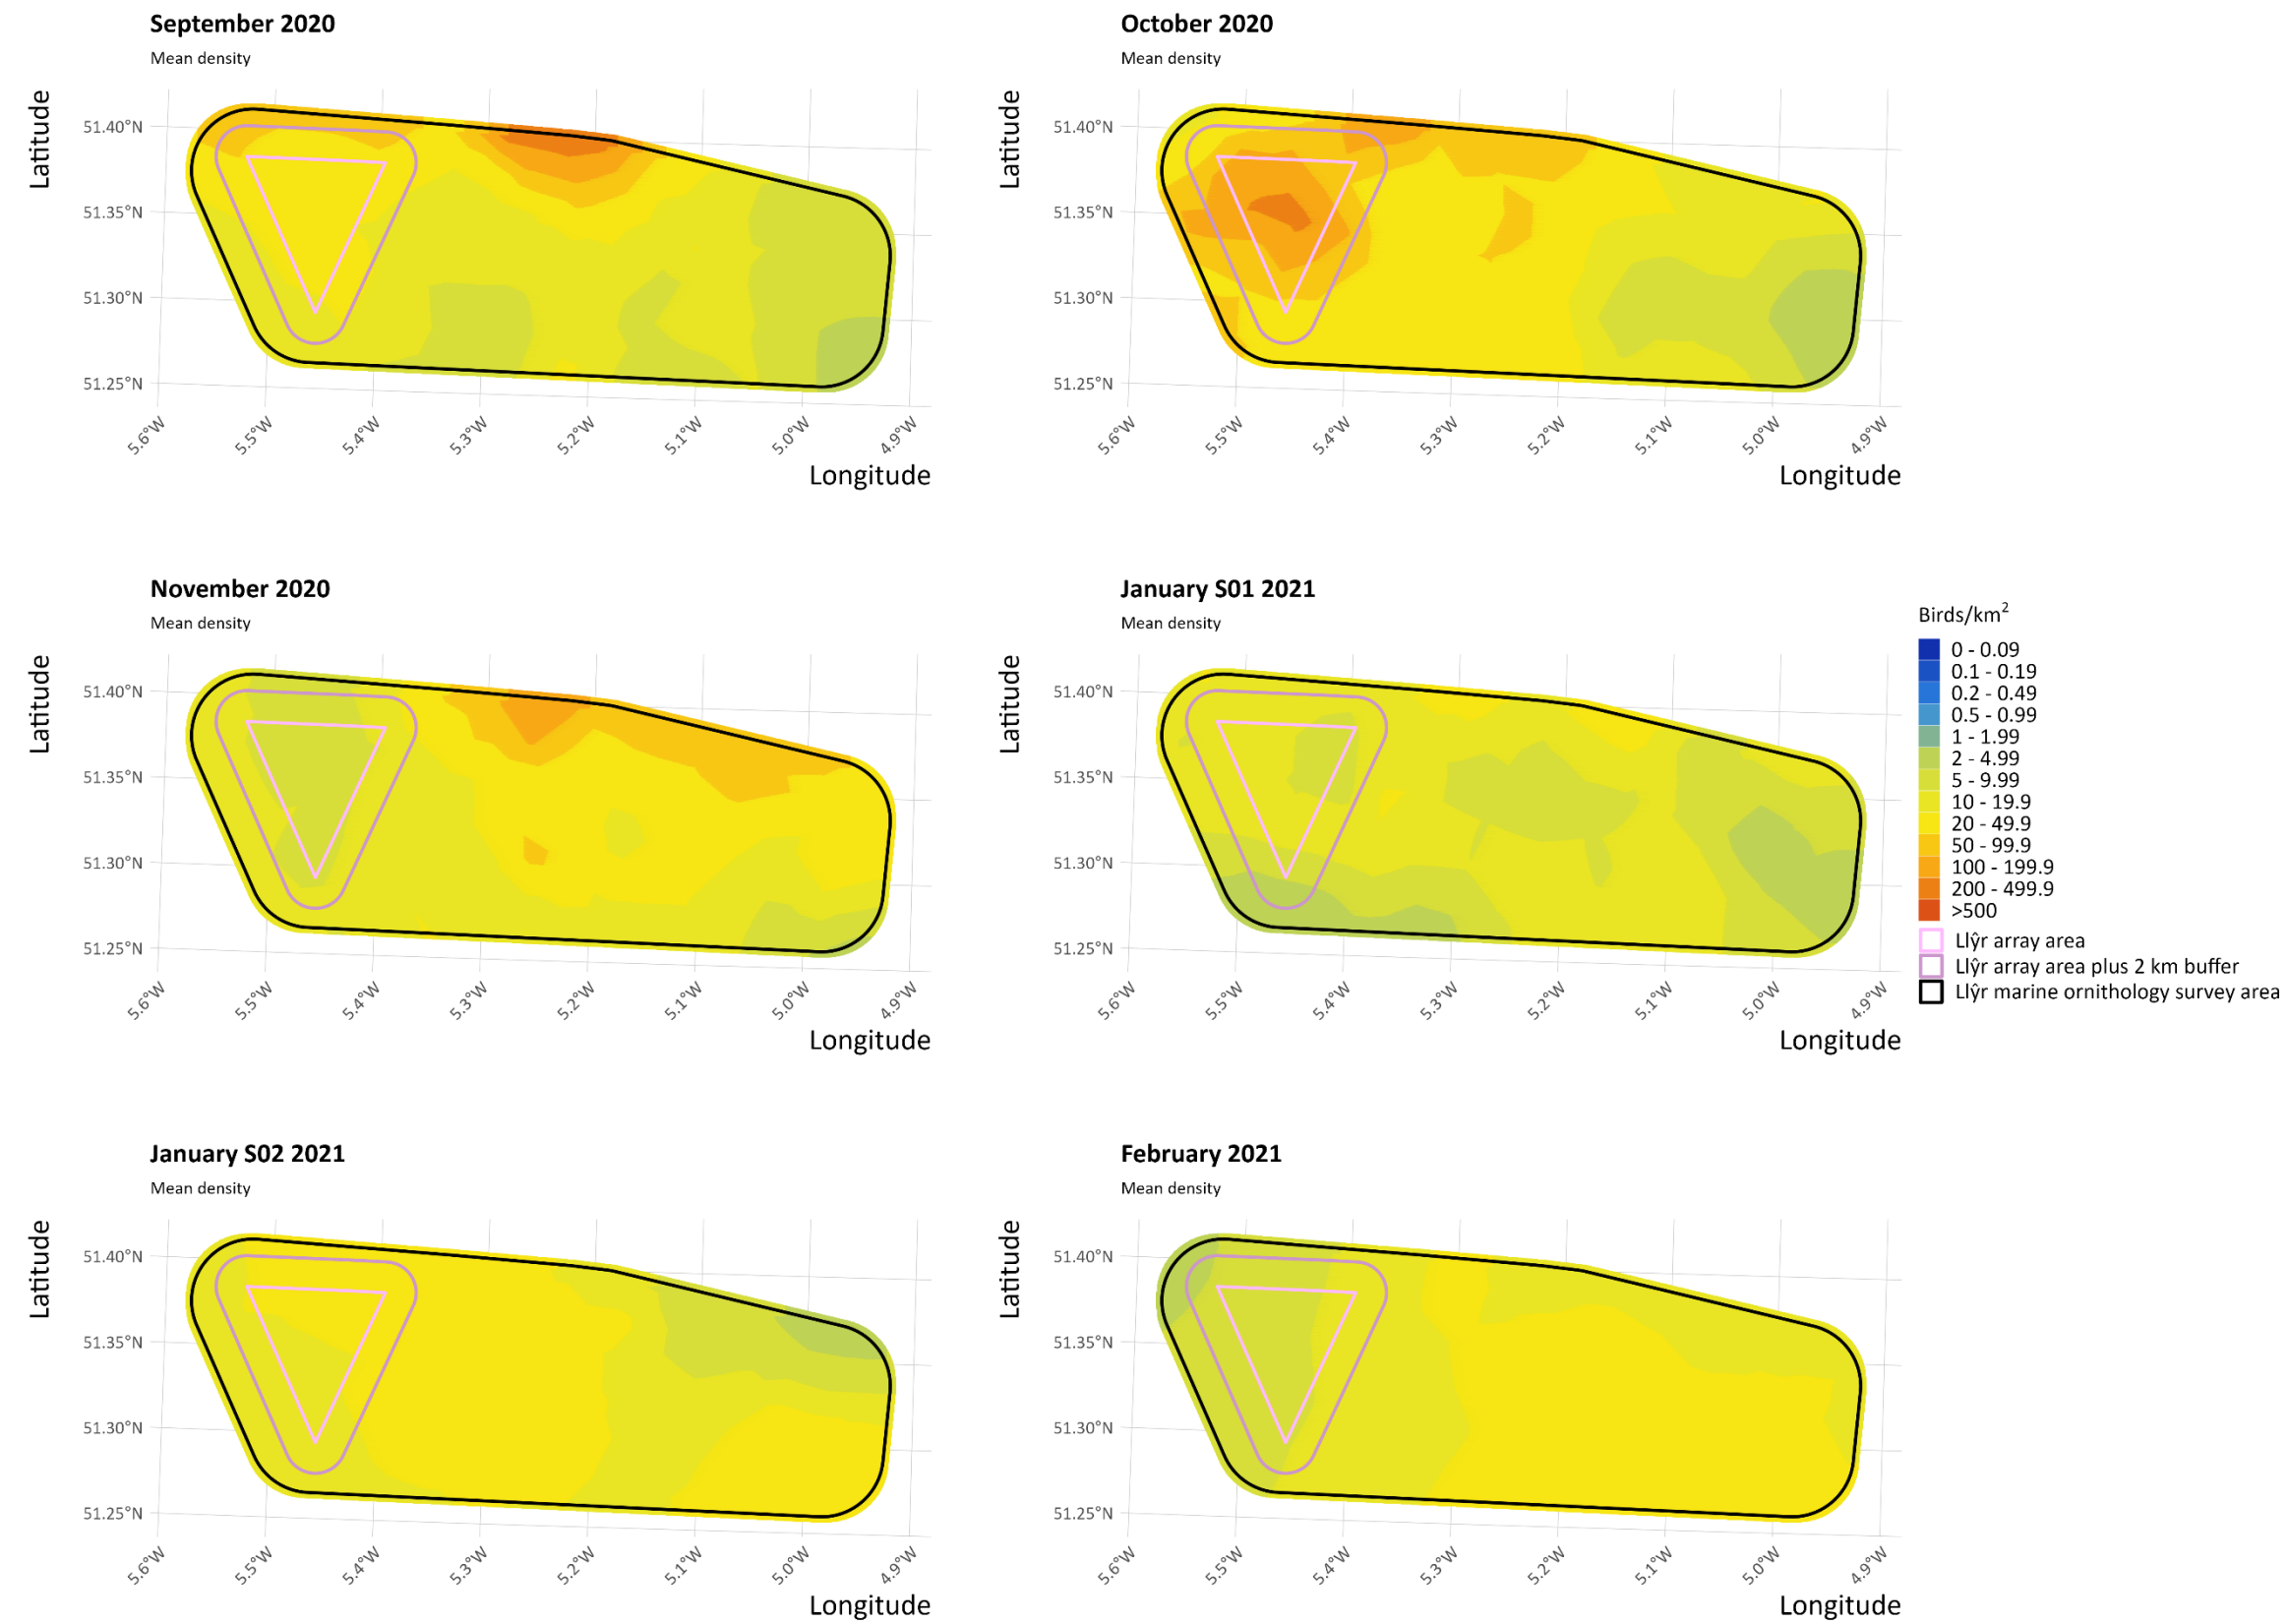 September 2020
Mean density
Latitude
51.40°N
51.35°N
51.30°N
51.25°N
5.6°W
5.5°W
5.4°W
5.3°W
5.2°W
5.1°W
5.0°W
4.9°W
Longitude
October 2020
Mean density
Latitude
51.40°N
51.35°N
51.30°N
51.25°N
5.6°W
5.5°W
5.4°W
5.3°W
5.2°W
5.1°W
5.0°W
4.9°W
Longitude
November 2020
Mean density
Latitude
51.40°N
51.35°N
51.30°N
51.25°N
5.6°W
5.5°W
5.4°W
5.3°W
5.2°W
5.1°W
5.0°W
4.9°W
Longitude
January S01 2021
Mean density
Latitude
51.40°N
51.35°N
51.30°N
51.25°N
5.6°W
5.5°W
5.4°W
5.3°W
5.2°W
5.1°W
5.0°W
4.9°W
Longitude
Birds/km²
0 - 0.09
0.1 - 0.19
0.2 - 0.49
0.5 - 0.99
1 - 1.99
2 - 4.99
5 - 9.99
10 - 19.9
20 - 49.9
50 - 99.9
100 - 199.9
200 - 499.9
>500
Llŷr array area
Llŷr array area plus 2 km buffer
Llŷr marine ornithology survey area
January S02 2021
Mean density
Latitude
51.40°N
51.35°N
51.30°N
51.25°N
5.6°W
5.5°W
5.4°W
5.3°W
5.2°W
5.1°W
5.0°W
4.9°W
Longitude
February 2021
Mean density
Latitude
51.40°N
51.35°N
51.30°N
51.25°N
5.6°W
5.5°W
5.4°W
5.3°W
5.2°W
5.1°W
5.0°W
4.9°W
Longitude